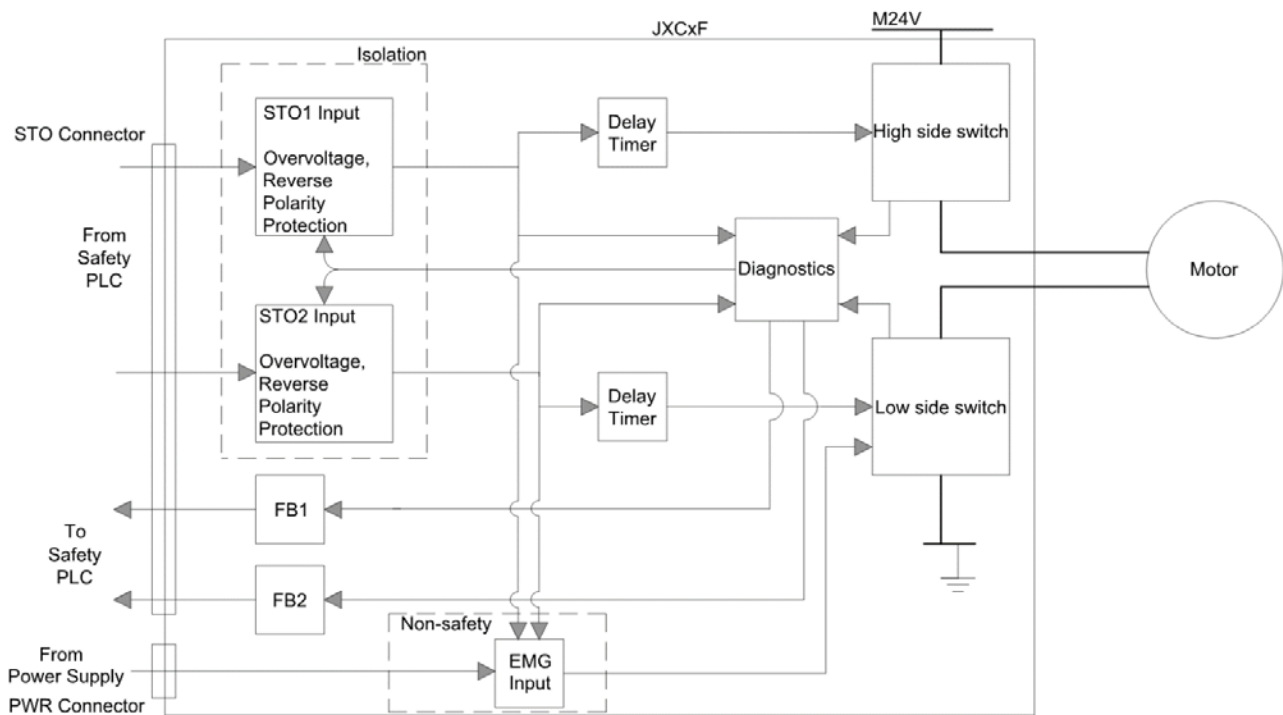 JXCxF
M24V
Isolation
STO Connector
STO1 Input
Overvoltage,
Reverse
Polarity
Protection
Delay
Timer
High side switch
From
Safety
PLC
Diagnostics
Motor
STO2 Input
Overvoltage,
Reverse
Polarity
Protection
Delay
Timer
Low side switch
FB1
To
Safety
PLC
FB2
Non-safety
From
Power Supply
EMG
Input
PWR Connector